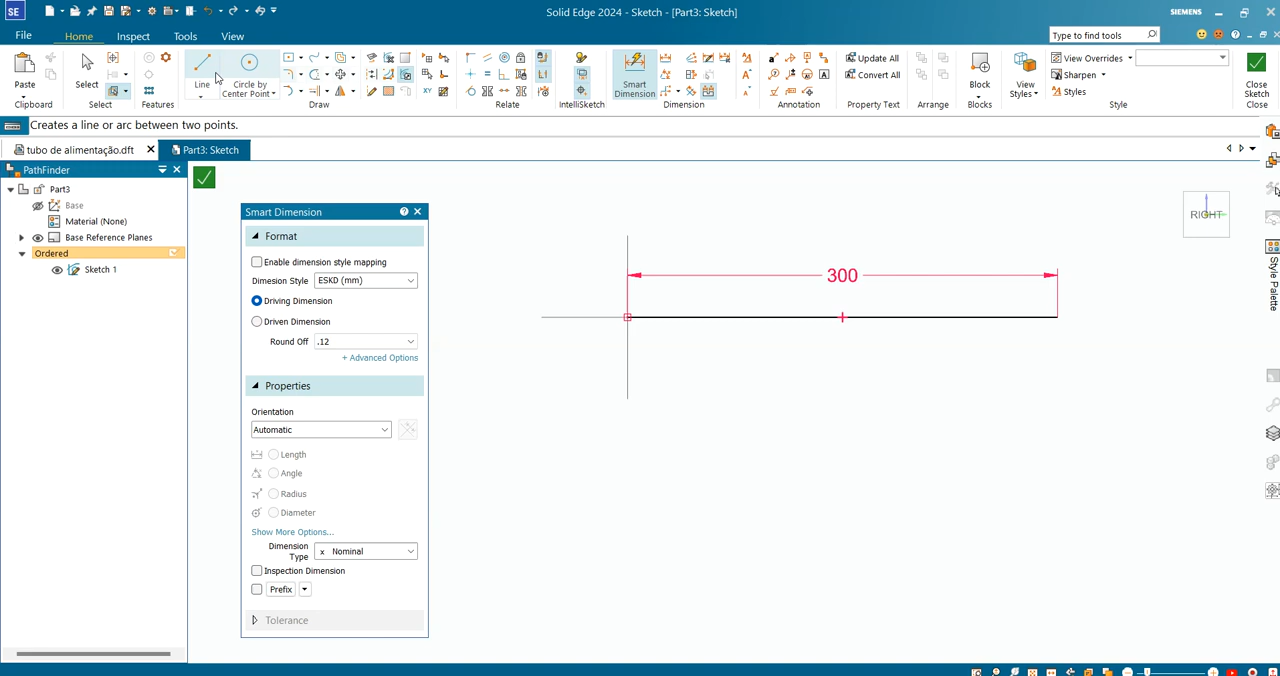 SE
Solid Edge 2024 - Sketch - [Part3: Sketch]
SIEMENS
File
Home
Inspect
Tools
View
Type to find tools
Paste
Clipboard
Select
Select
Features
Line
Circle by
Center Point
Draw
Relate
IntelliSketch
Smart
Dimension
Dimension
Annotation
Update All
Convert All
Property Text
Arrange
Block
Blocks
View
Styles
View Overrides
Sharpen
Styles
Style
Close
Sketch
Close
Creates a line or arc between two points.
tubo de alimentação.dft
Part3: Sketch
PathFinder
Part3
Base
Material (None)
Base Reference Planes
Ordered
Sketch 1
Smart Dimension
Format
Enable dimension style mapping
Dimesion Style
ESKD (mm)
Driving Dimension
Driven Dimension
Round Off
.12
+ Advanced Options
Properties
Orientation
Automatic
Length
Angle
Radius
Diameter
Show More Options...
Dimension
Type
x Nominal
Inspection Dimension
Prefix
Tolerance
300
RIGHT
Style Palette